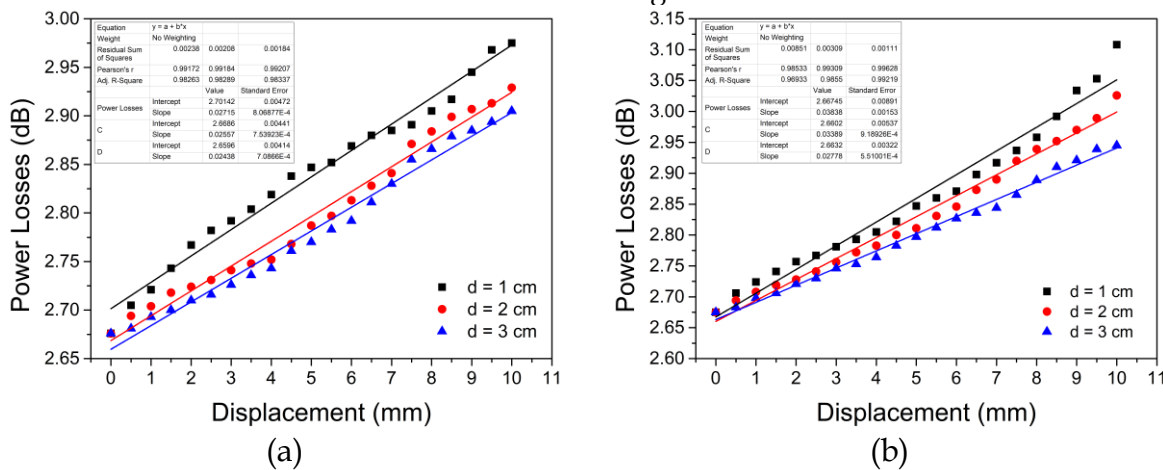 g
3.00
2.95
2.90
2.85
2.80
2.75
2.70
2.65
Power Losses (dB)
Equation y = a + b*x
Weight No Weighting
Residual Sum of Squares 0.00238 0.00208 0.00184
Pearson's r 0.99172 0.99184 0.99207
Adj. R-Square 0.98263 0.98289 0.98337
Value Standard Error
Power Losses Intercept 2.70142 0.00472
Slope 0.02715 8.06877E-4
C Intercept 2.6686 0.00441
Slope 0.02557 7.53923E-4
D Intercept 2.6596 0.00414
Slope 0.02438 7.0866E-4
d = 1 cm
d = 2 cm
d = 3 cm
0 1 2 3 4 5 6 7 8 9 10 11
Displacement (mm)
(a)
3.15
3.10
3.05
3.00
2.95
2.90
2.85
2.80
2.75
2.70
2.65
2.60
Power Losses (dB)
Equation y = a + b*x
Weight No Weighting
Residual Sum of Squares 0.00851 0.00309 0.00111
Pearson's r 0.98533 0.99309 0.99628
Adj. R-Square 0.96933 0.9855 0.99219
Value Standard Error
Power Losses Intercept 2.66745 0.00891
Slope 0.03838 0.00153
C Intercept 2.6602 0.00537
Slope 0.03389 9.18926E-4
D Intercept 2.6632 0.00322
Slope 0.02778 5.51001E-4
d = 1 cm
d = 2 cm
d = 3 cm
0 1 2 3 4 5 6 7 8 9 10 11
Displacement (mm)
(b)